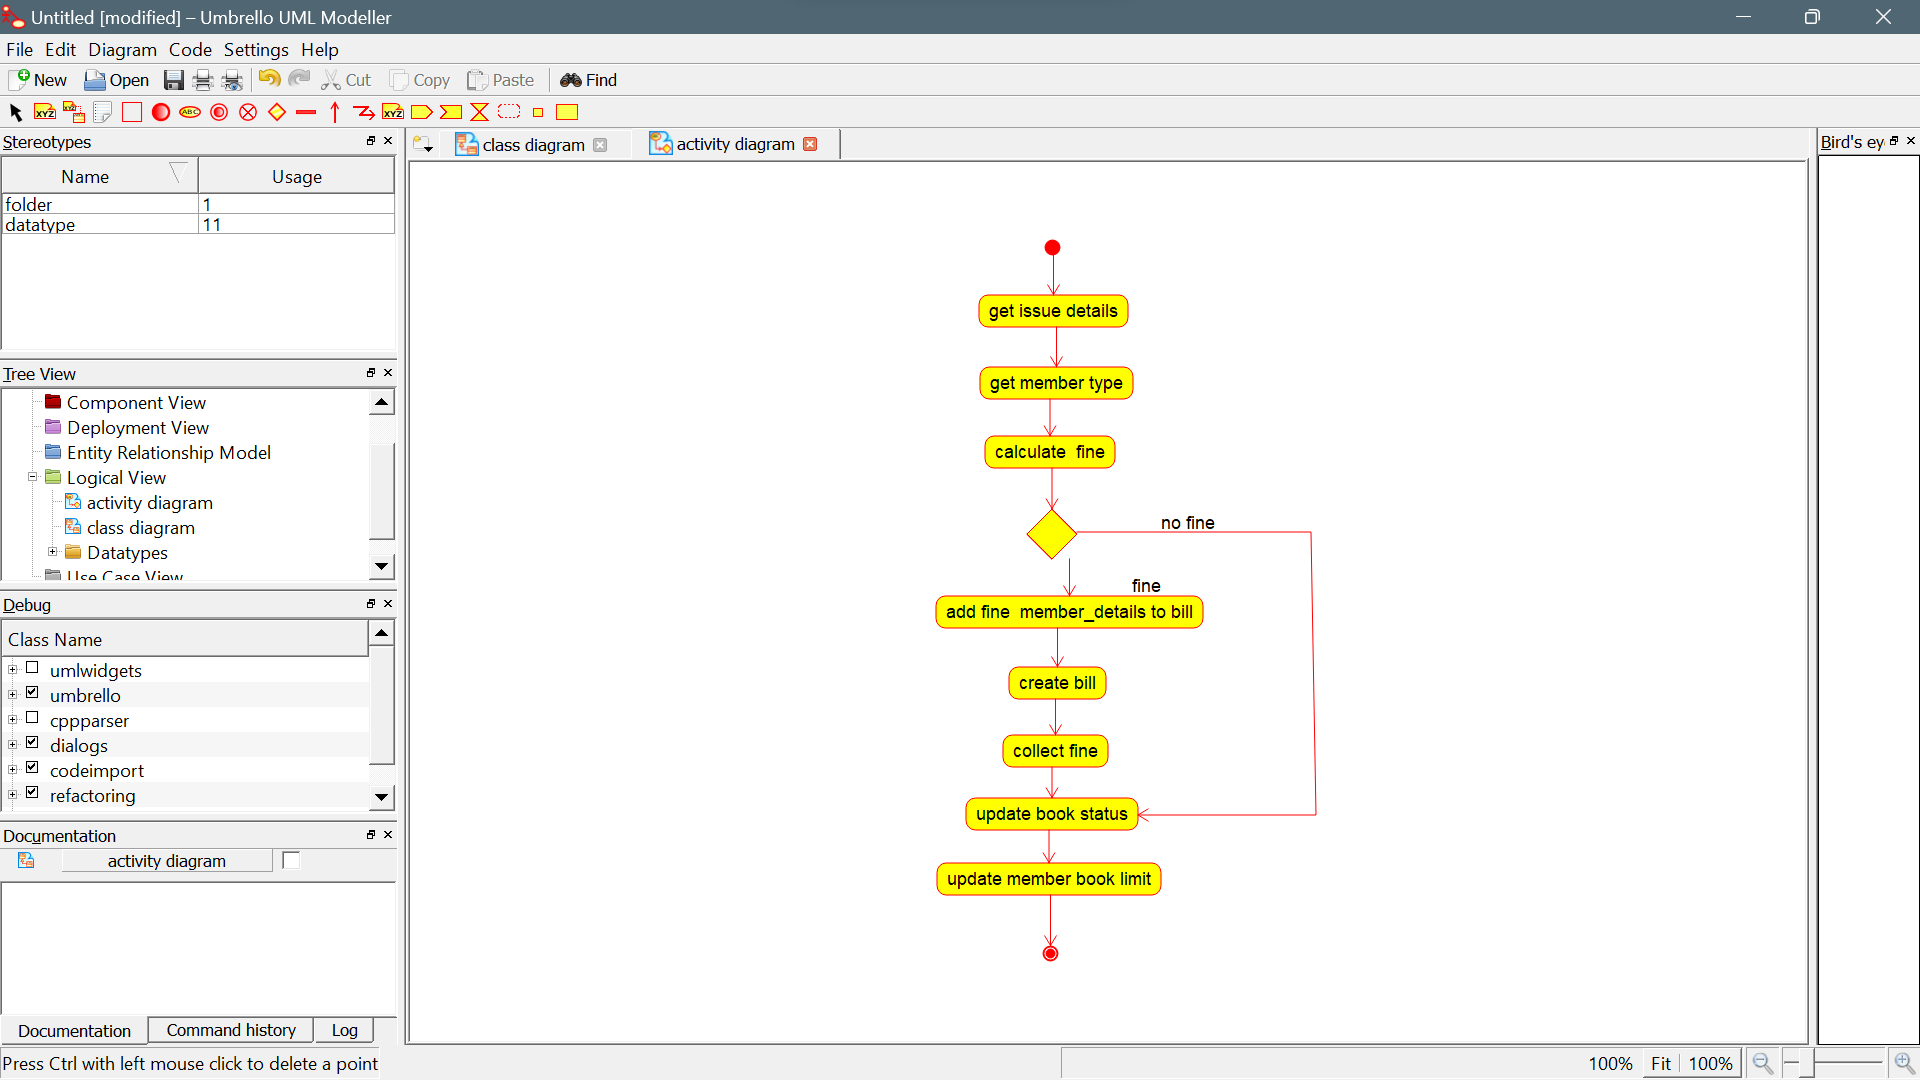 Untitled [modified] – Umbrello UML Modeller
File Edit Diagram Code Settings Help
New Open Cut Copy Paste Find
XYZ XYZ ABC XYZ
Stereotypes
Name Usage
folder 1
datatype 11
Tree View
Component View
Deployment View
Entity Relationship Model
Logical View
activity diagram
class diagram
Datatypes
Use Case View
Debug
Class Name
umlwidgets
umbrello
cppparser
dialogs
codeimport
refactoring
Documentation
activity diagram
Documentation Command history Log
Press Ctrl with left mouse click to delete a point
class diagram activity diagram
get issue details
get member type
calculate  fine
no fine
fine
add fine  member_details to bill
create bill
collect fine
update book status
update member book limit
Bird's ey
100% Fit 100%